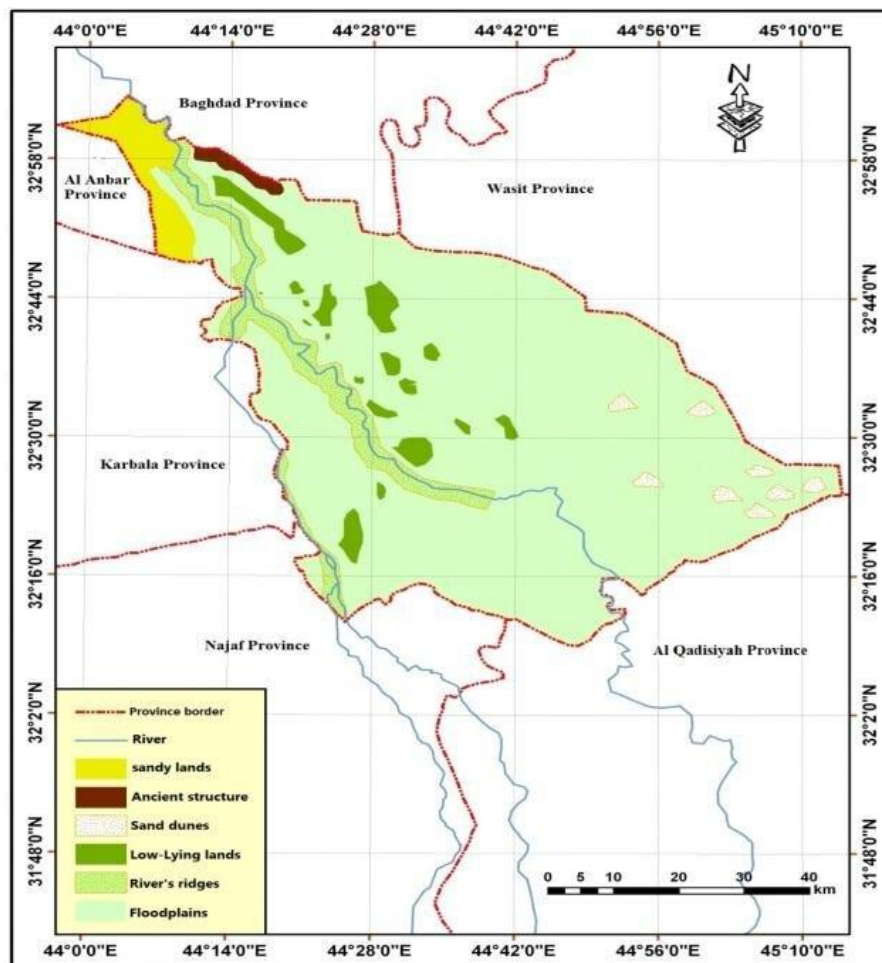 44°0'0"E 44°14'0"E 44°28'0"E 44°42'0"E 44°56'0"E 45°10'0"E
N
Baghdad Province
32°58'0"N 32°58'0"N
Al Anbar
Province
Wasit Province
32°44'0"N 32°44'0"N
32°30'0"N 32°30'0"N
Karbala Province
32°16'0"N 32°16'0"N
Najaf Province
Al Qadisiyah Province
32°2'0"N 32°2'0"N
Province border
River
sandy lands
Ancient structure
Sand dunes
Low-Lying lands
River's ridges
Floodplains
31°48'0"N 31°48'0"N
0 5 10 20 30 40
km
44°0'0"E 44°14'0"E 44°28'0"E 44°42'0"E 44°56'0"E 45°10'0"E